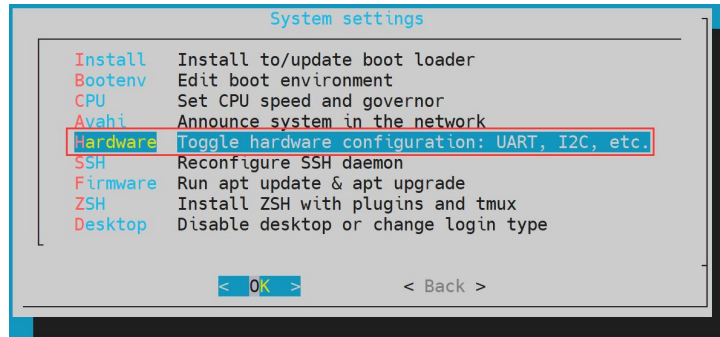 System settings
Install Install to/update boot loader
Bootenv Edit boot environment
CPU Set CPU speed and governor
Avahi Announce system in the network
Hardware Toggle hardware configuration: UART, I2C, etc.
SSH Reconfigure SSH daemon
Firmware Run apt update & apt upgrade
ZSH Install ZSH with plugins and tmux
Desktop Disable desktop or change login type
< OK > < Back >